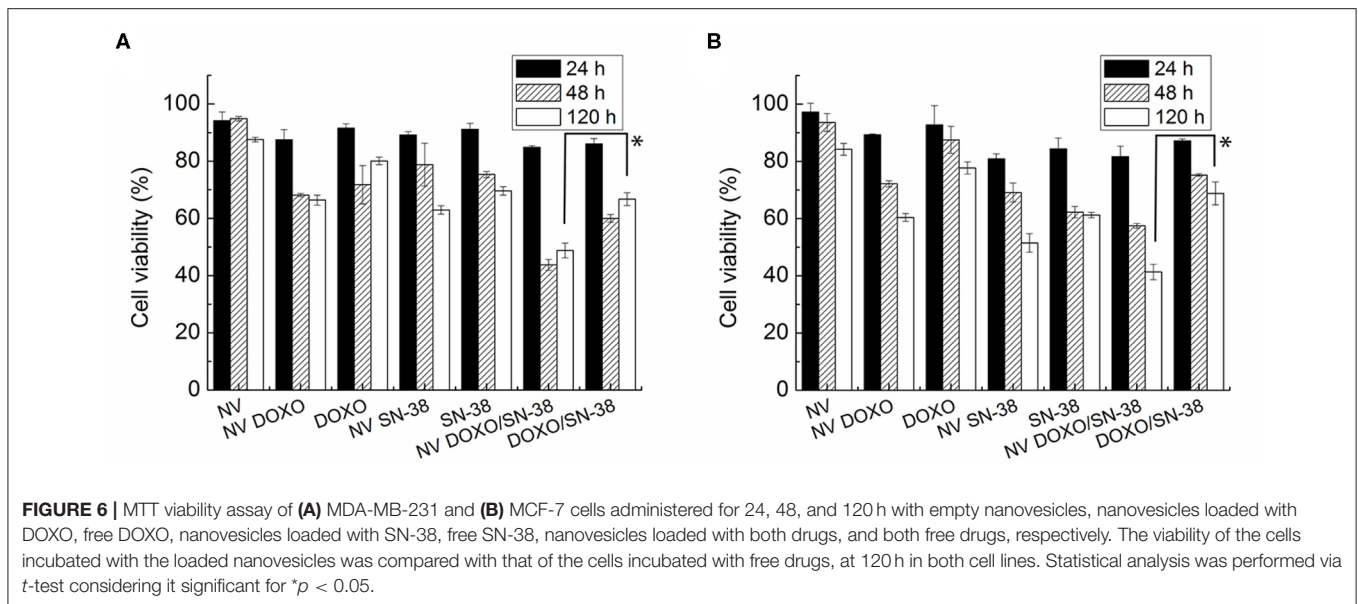 A
Cell viability (%)
100
80
60
40
20
0
24 h
48 h
120 h
*
NV
NV DOXO
DOXO
NV SN-38
SN-38
NV DOXO/SN-38
DOXO/SN-38
B
Cell viability (%)
100
80
60
40
20
0
24 h
48 h
120 h
*
NV
NV DOXO
DOXO
NV SN-38
SN-38
NV DOXO/SN-38
DOXO/SN-38
FIGURE 6 | MTT viability assay of (A) MDA-MB-231 and (B) MCF-7 cells administered for 24, 48, and 120 h with empty nanovesicles, nanovesicles loaded with
DOXO, free DOXO, nanovesicles loaded with SN-38, free SN-38, nanovesicles loaded with both drugs, and both free drugs, respectively. The viability of the cells
incubated with the loaded nanovesicles was compared with that of the cells incubated with free drugs, at 120 h in both cell lines. Statistical analysis was performed via
t-test considering it significant for *p < 0.05.